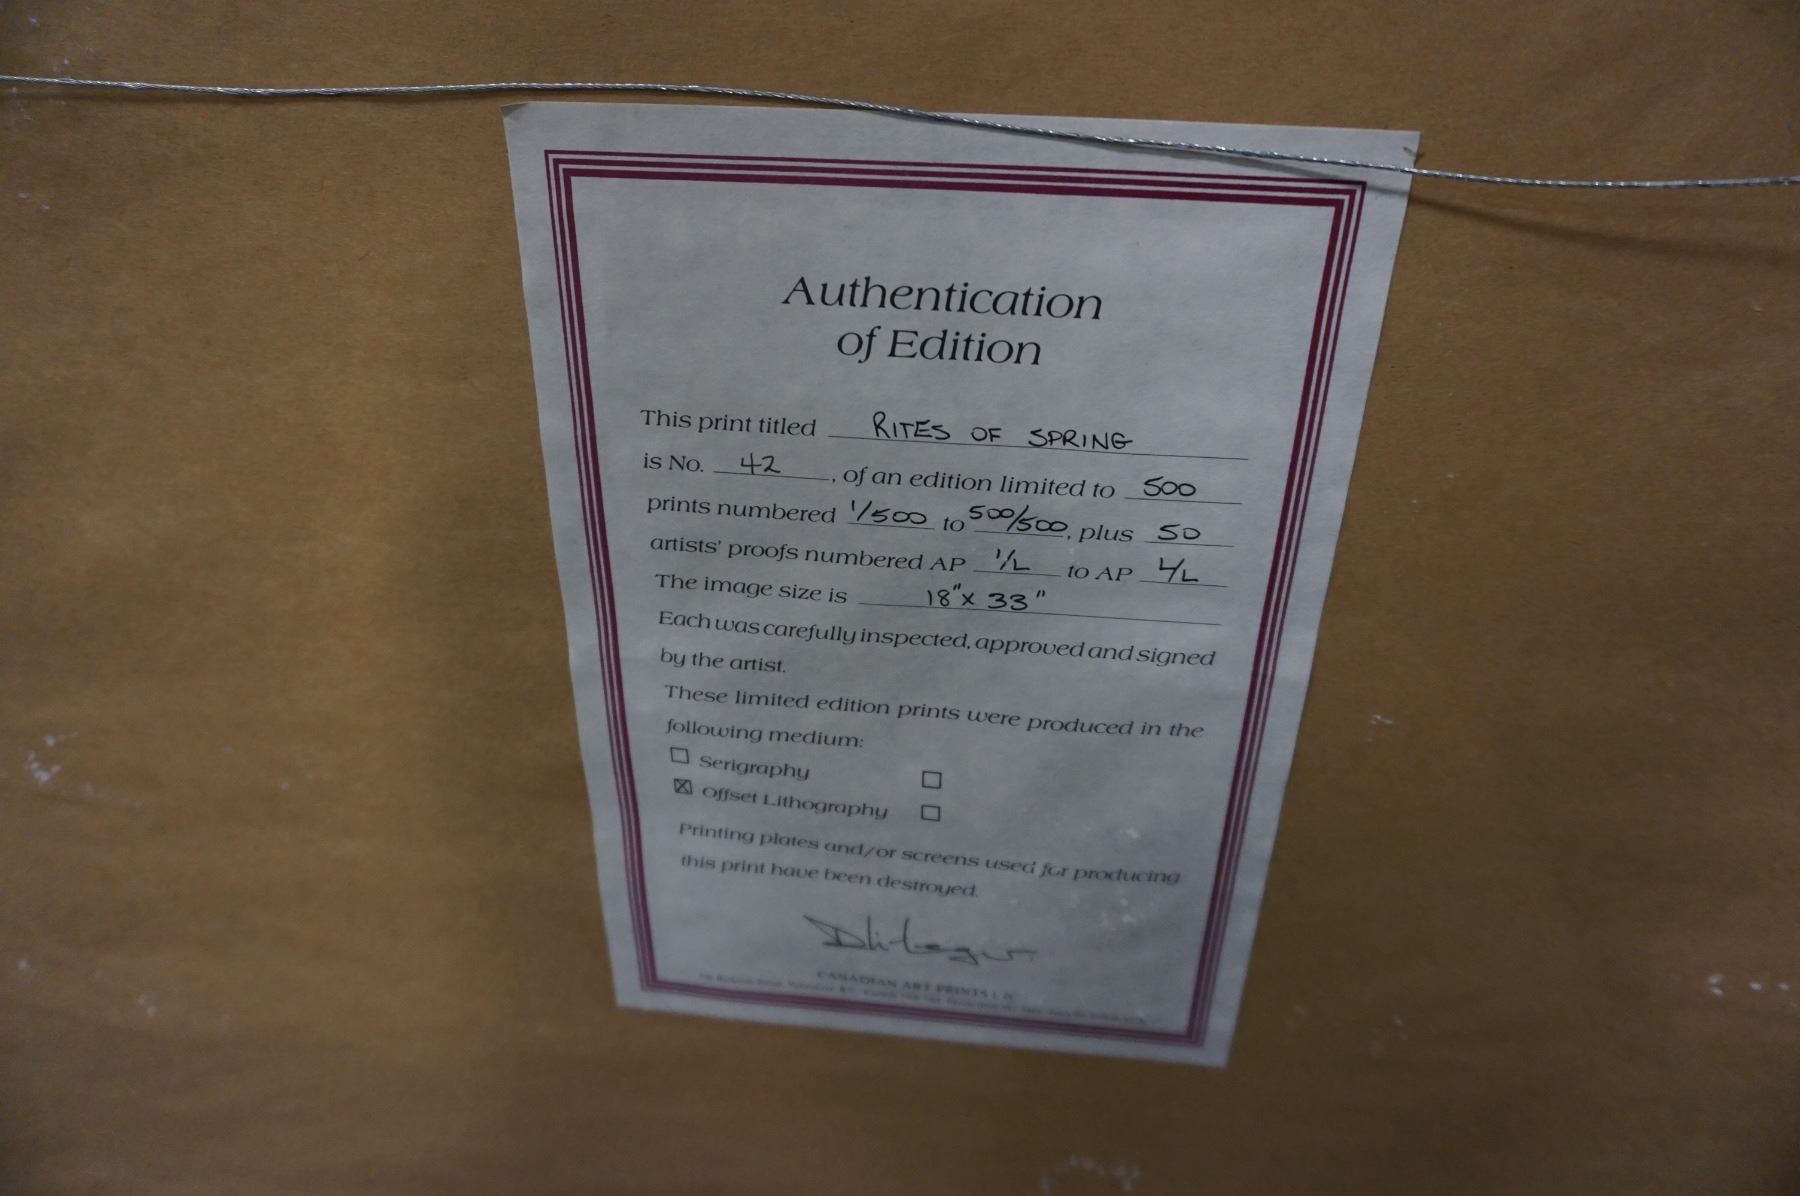 Authentication
of Edition
This print titled RITES OF SPRING
is No. 42, of an edition limited to 500
prints numbered 1/500 to 500/500, plus 50
artists' proofs numbered AP 1/L to AP L/L
The image size is 18" x 33"
Each was carefully inspected, approved and signed
by the artist.
These limited edition prints were produced in the
following medium:
☐ Serigraphy ☐
☒ Offset Lithography ☐
Printing plates and/or screens used for producing
this print have been destroyed.
CANADIAN ART PRINTS